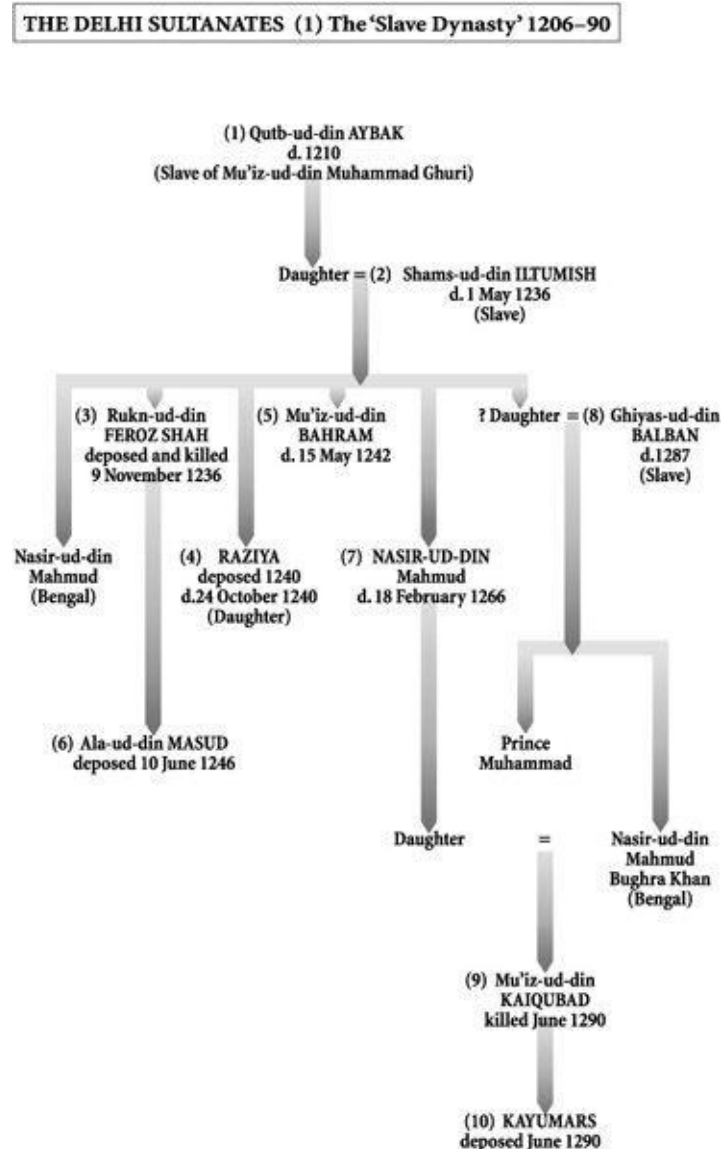 THE DELHI SULTANATES (1) The ‘Slave Dynasty’ 1206–90
(1) Qutb-ud-din AYBAK
d. 1210
(Slave of Mu’iz-ud-din Muhammad Ghuri)
Daughter = (2) Shams-ud-din ILTUMISH
d. 1 May 1236
(Slave)
(3) Rukn-ud-din
FEROZ SHAH
deposed and killed
9 November 1236
(5) Mu’iz-ud-din
BAHRAM
d. 15 May 1242
? Daughter = (8) Ghiyas-ud-din
BALBAN
d.1287
(Slave)
Nasir-ud-din
Mahmud
(Bengal)
(4) RAZIYA
deposed 1240
d.24 October 1240
(Daughter)
(7) NASIR-UD-DIN
Mahmud
d. 18 February 1266
(6) Ala-ud-din MASUD
deposed 10 June 1246
Prince
Muhammad
Daughter =
Nasir-ud-din
Mahmud
Bughra Khan
(Bengal)
(9) Mu’iz-ud-din
KAIQUBAD
killed June 1290
(10) KAYUMARS
deposed June 1290